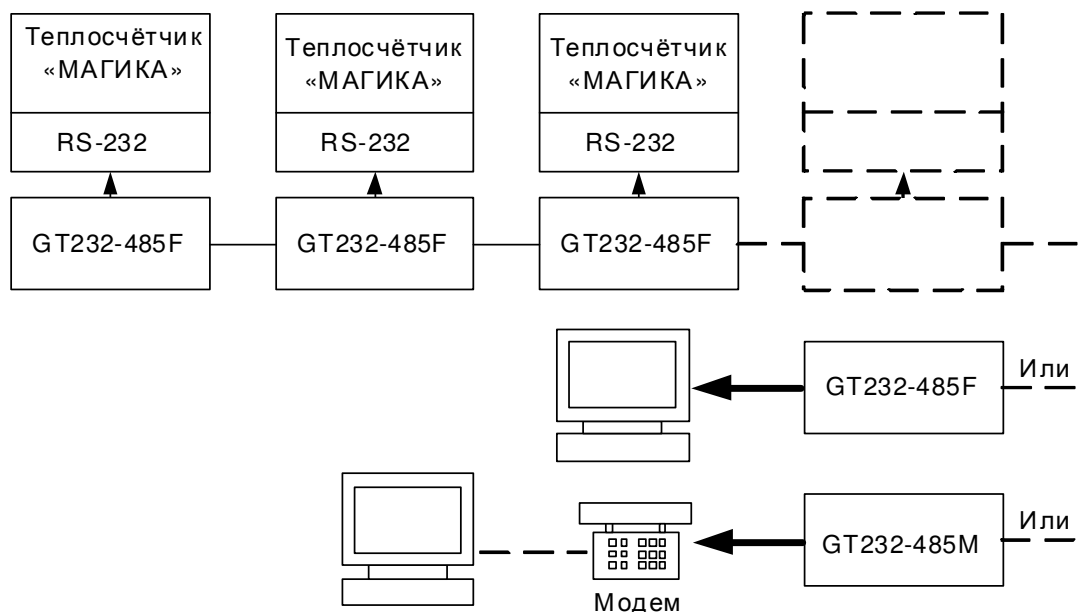 Теплосчётчик
«МАГИКА»
Теплосчётчик
«МАГИКА»
Теплосчётчик
«МАГИКА»
RS-232
RS-232
RS-232
GT232-485F
GT232-485F
GT232-485F
GT232-485F
Или
GT232-485M
Или
Модем